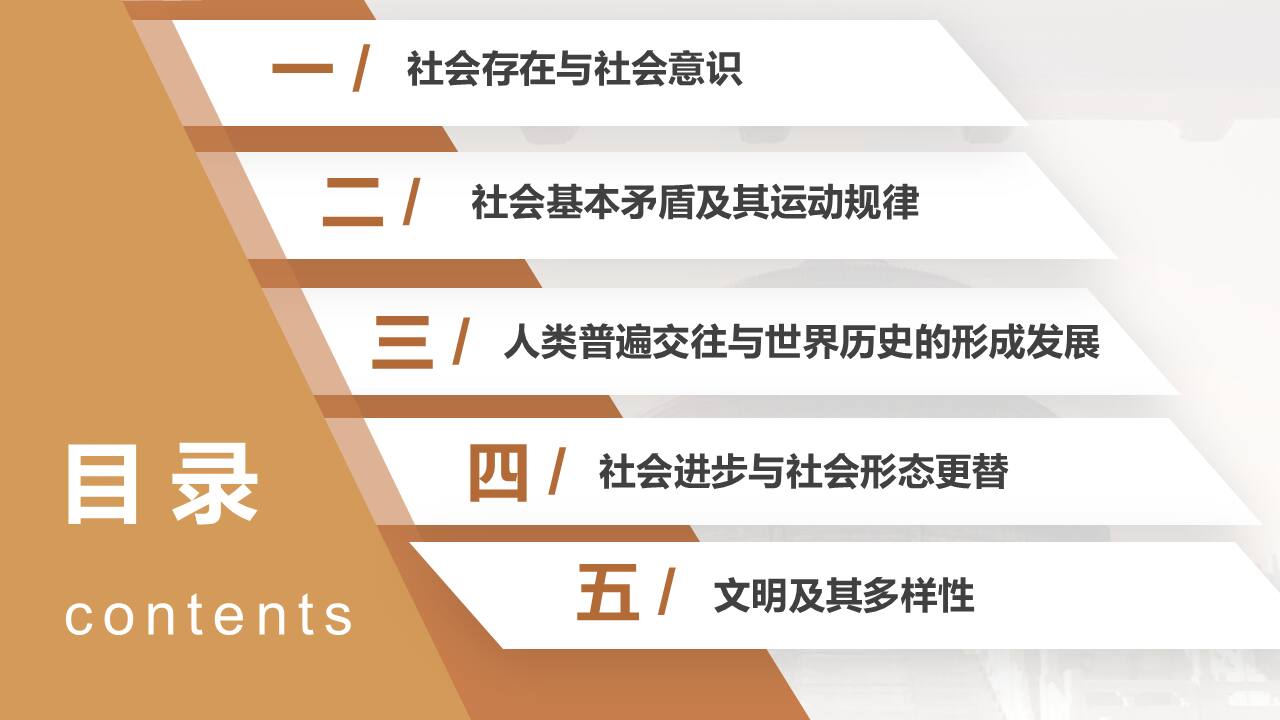 一/ 社会存在与社会意识
二/ 社会基本矛盾及其运动规律
三/ 人类普遍交往与世界历史的形成发展
四/ 社会进步与社会形态更替
五/ 文明及其多样性
目录
contents